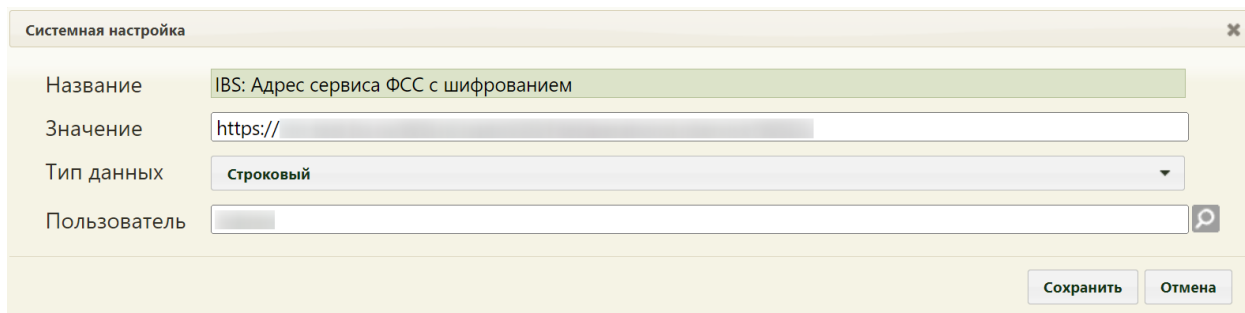 Системная настройка
Название IBS: Адрес сервиса ФСС с шифрованием
Значение https://
Тип данных Строковый
Пользователь
Сохранить Отмена